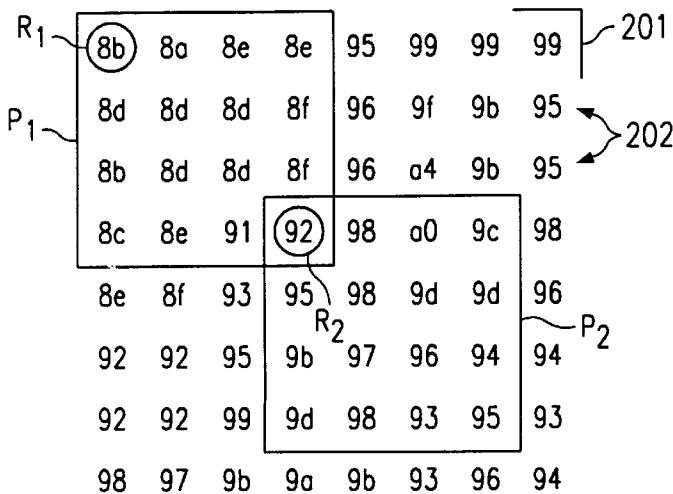 R1 8b 8a 8e 8e 95 99 99 99 201
P1 8d 8d 8d 8f 96 9f 9b 95
202
8b 8d 8d 8f 96 a4 9b 95
8c 8e 91 92 98 a0 9c 98
8e 8f 93 95 98 9d 9d 96
R2 P2
92 92 95 9b 97 96 94 94
92 92 99 9d 98 93 95 93
98 97 9b 9a 9b 93 96 94